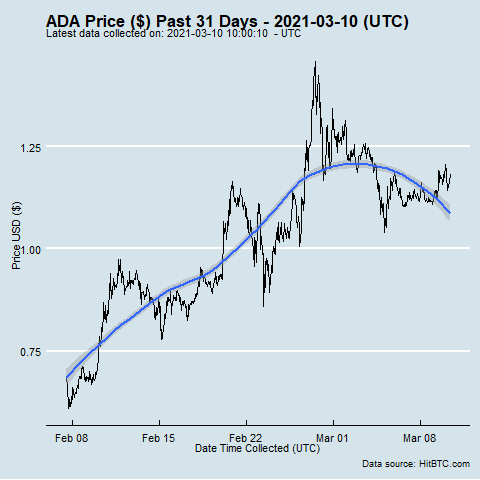 ADA Price ($) Past 31 Days - 2021-03-10 (UTC)
Latest data collected on: 2021-03-10 10:00:10 - UTC
1.25
1.00
0.75
Price USD ($)
Feb 08 Feb 15 Feb 22 Mar 01 Mar 08
Date Time Collected (UTC)
Data source: HitBTC.com